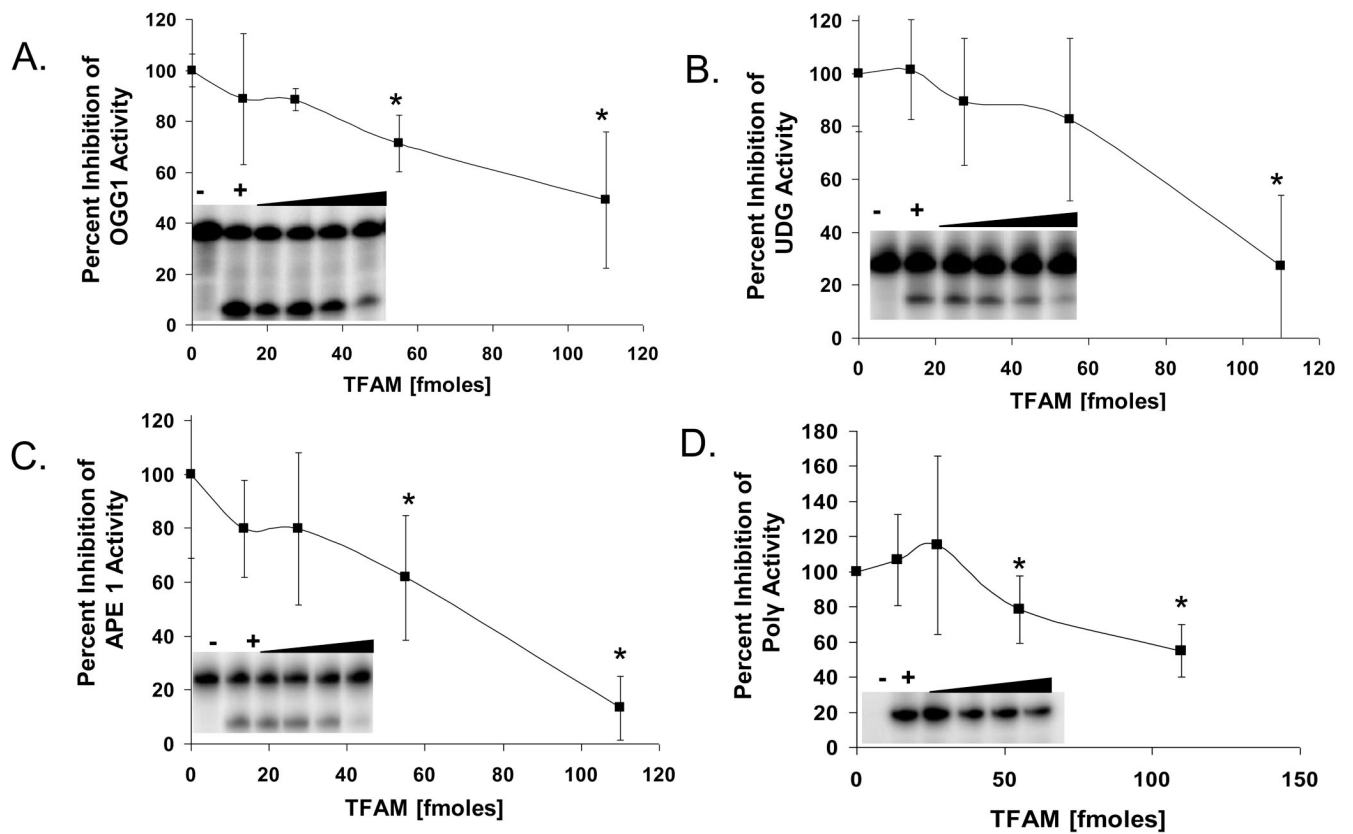 A.
Percent Inhibition of
OGG1 Activity
120
100
80
60
40
20
0
* *
- +
0 20 40 60 80 100 120
TFAM [fmoles]
B.
Percent Inhibition of
UDG Activity
120
100
80
60
40
20
0
*
- +
0 20 40 60 80 100 120
TFAM [fmoles]
C.
Percent Inhibition of
APE 1 Activity
120
100
80
60
40
20
0
* *
- +
0 20 40 60 80 100 120
TFAM [fmoles]
D.
Percent Inhibition of
Polγ Activity
180
160
140
120
100
80
60
40
20
0
* *
- +
0 50 100 150
TFAM [fmoles]